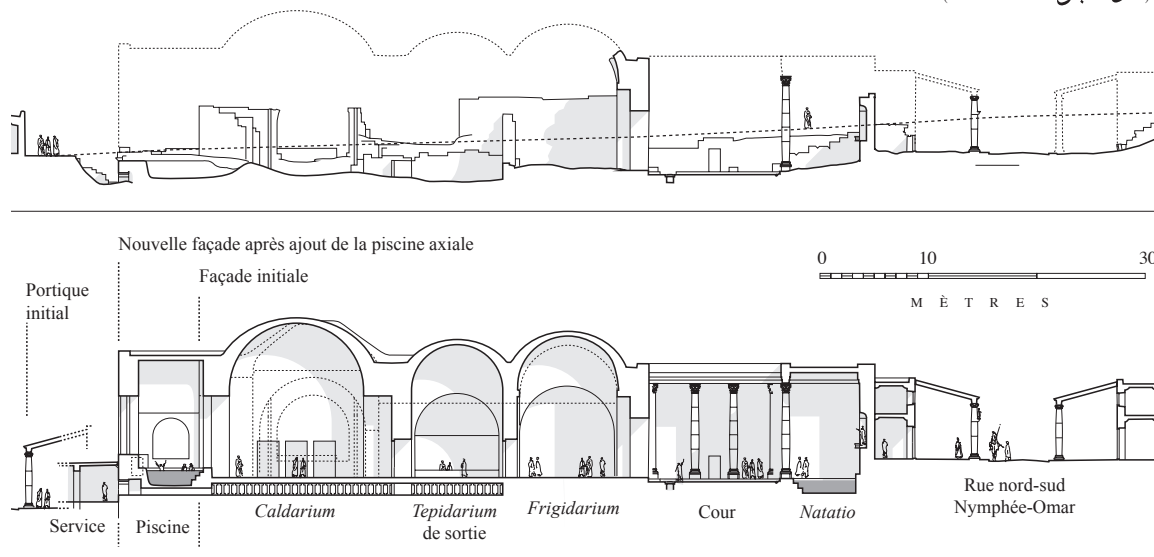 Nouvelle façade après ajout de la piscine axiale
Façade initiale
Portique
initial
0 10 30
M È T R E S
Service
Piscine
Caldarium
Tepidarium
de sortie
Frigidarium
Cour
Natatio
Rue nord-sud
Nymphée-Omar